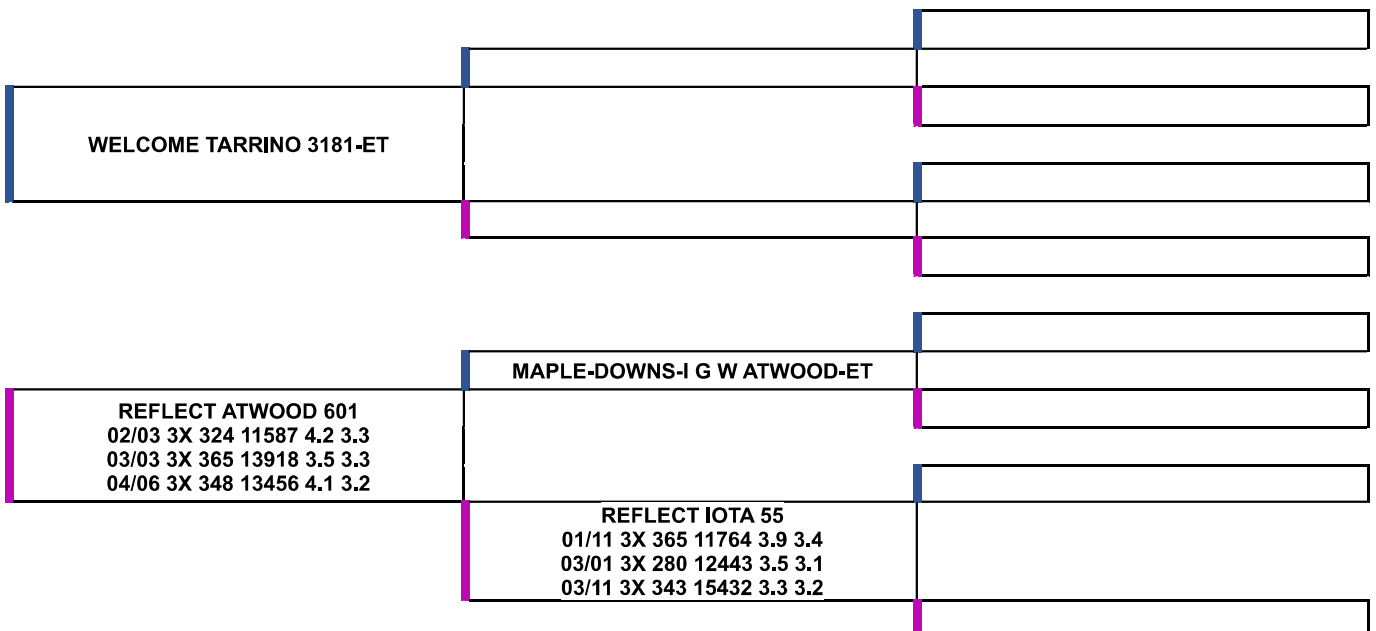 WELCOME TARRINO 3181-ET
MAPLE-DOWNS-I G W ATWOOD-ET
REFLECT ATWOOD 601
02/03 3X 324 11587 4.2 3.3
03/03 3X 365 13918 3.5 3.3
04/06 3X 348 13456 4.1 3.2
REFLECT IOTA 55
01/11 3X 365 11764 3.9 3.4
03/01 3X 280 12443 3.5 3.1
03/11 3X 343 15432 3.3 3.2